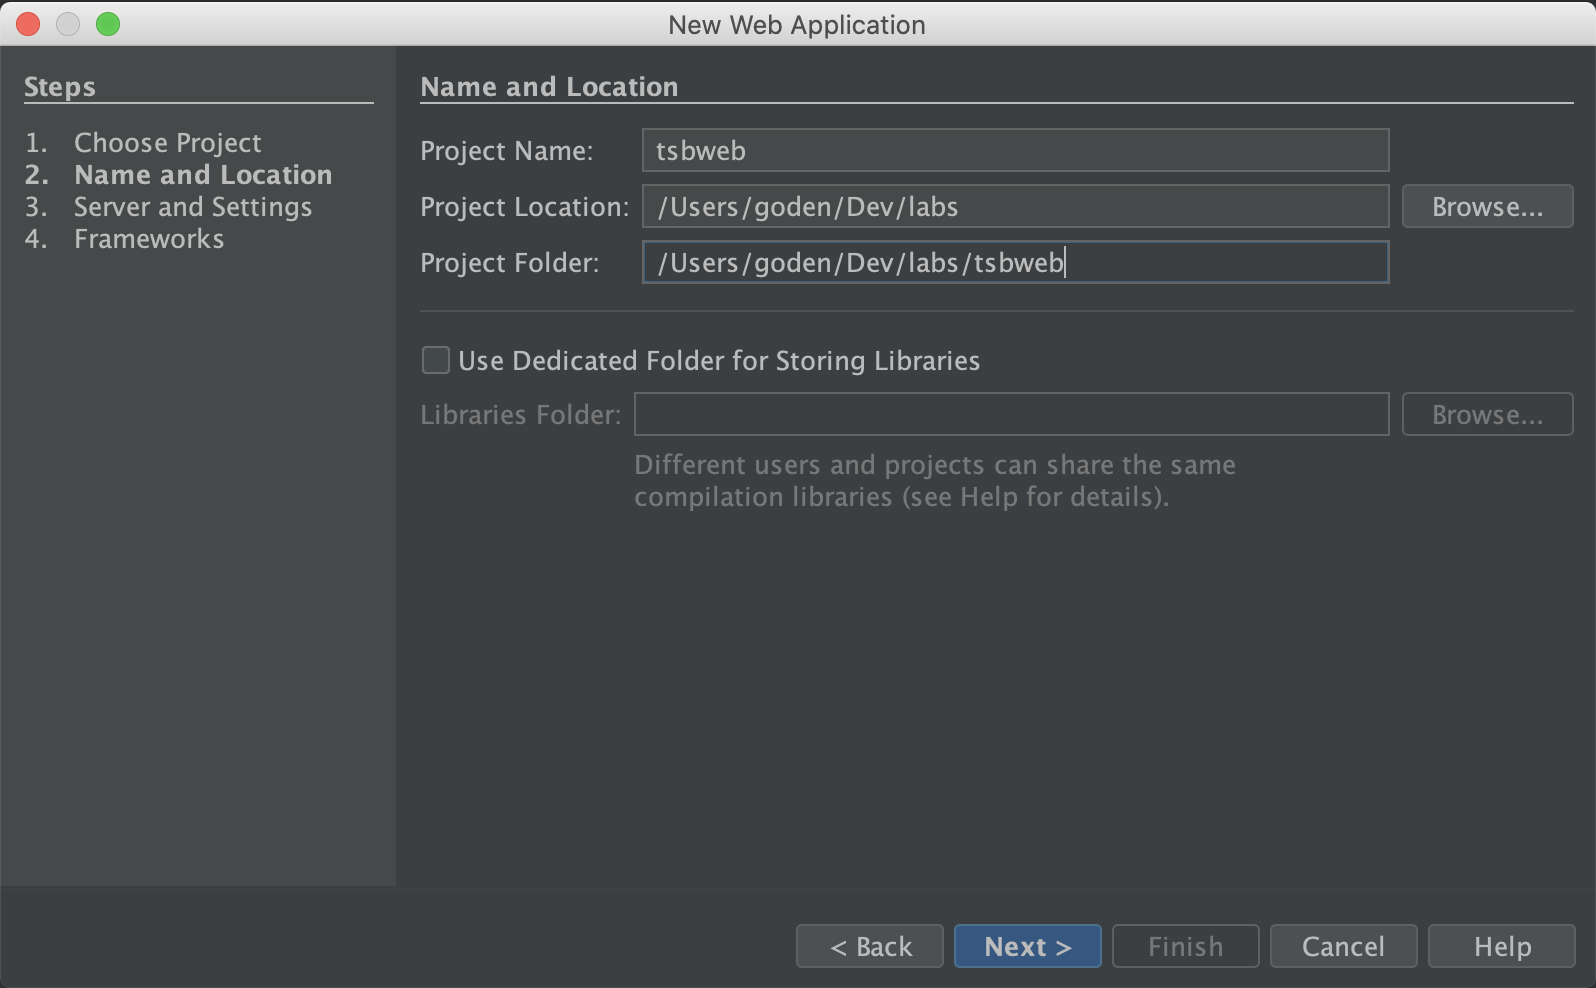 New Web Application
Steps
1. Choose Project
2. Name and Location
3. Server and Settings
4. Frameworks
Name and Location
Project Name: tsbweb
Project Location: /Users/goden/Dev/labs Browse...
Project Folder: /Users/goden/Dev/labs/tsbweb
Use Dedicated Folder for Storing Libraries
Libraries Folder: Browse...
Different users and projects can share the same
compilation libraries (see Help for details).
< Back Next > Finish Cancel Help